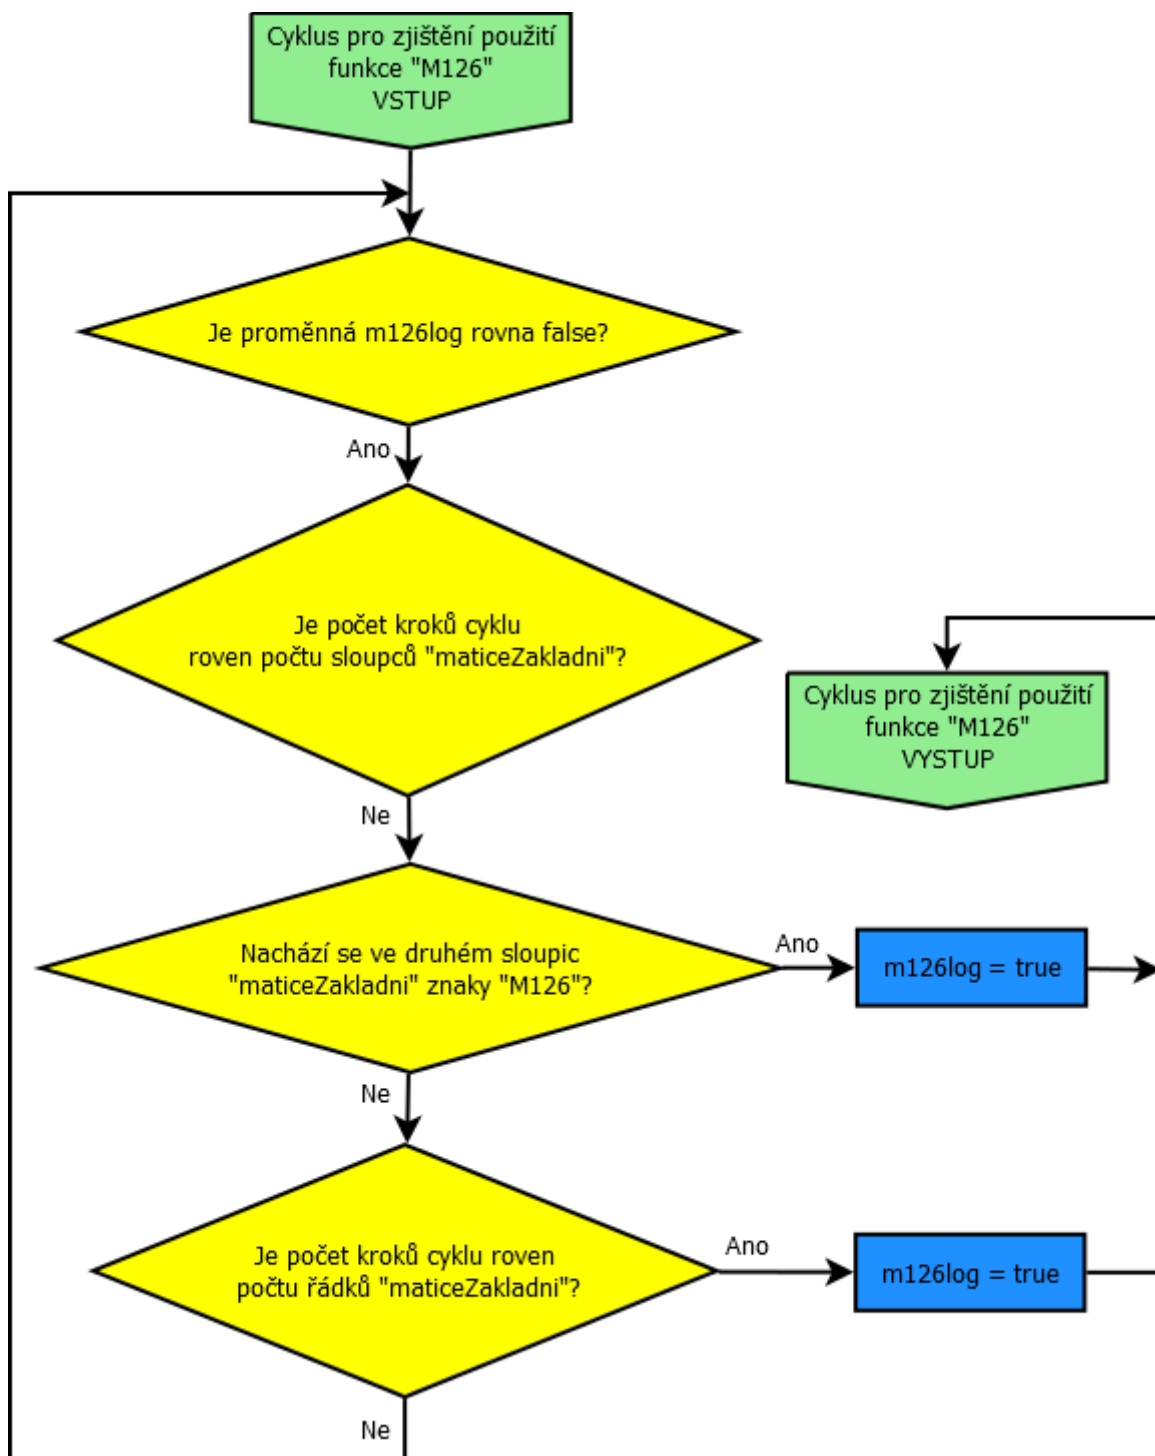 Cyklus pro zjištění použití
funkce "M126"
VSTUP
Je proměnná m126log rovna false?
Ano
Je počet kroků cyklu
roven počtu sloupců "maticeZakladni"?
Ne
Cyklus pro zjištění použití
funkce "M126"
VYSTUP
Nachází se ve druhém sloupic
"maticeZakladni" znaky "M126"?
Ano
m126log = true
Ne
Je počet kroků cyklu roven
počtu řádků "maticeZakladni"?
Ano
m126log = true
Ne